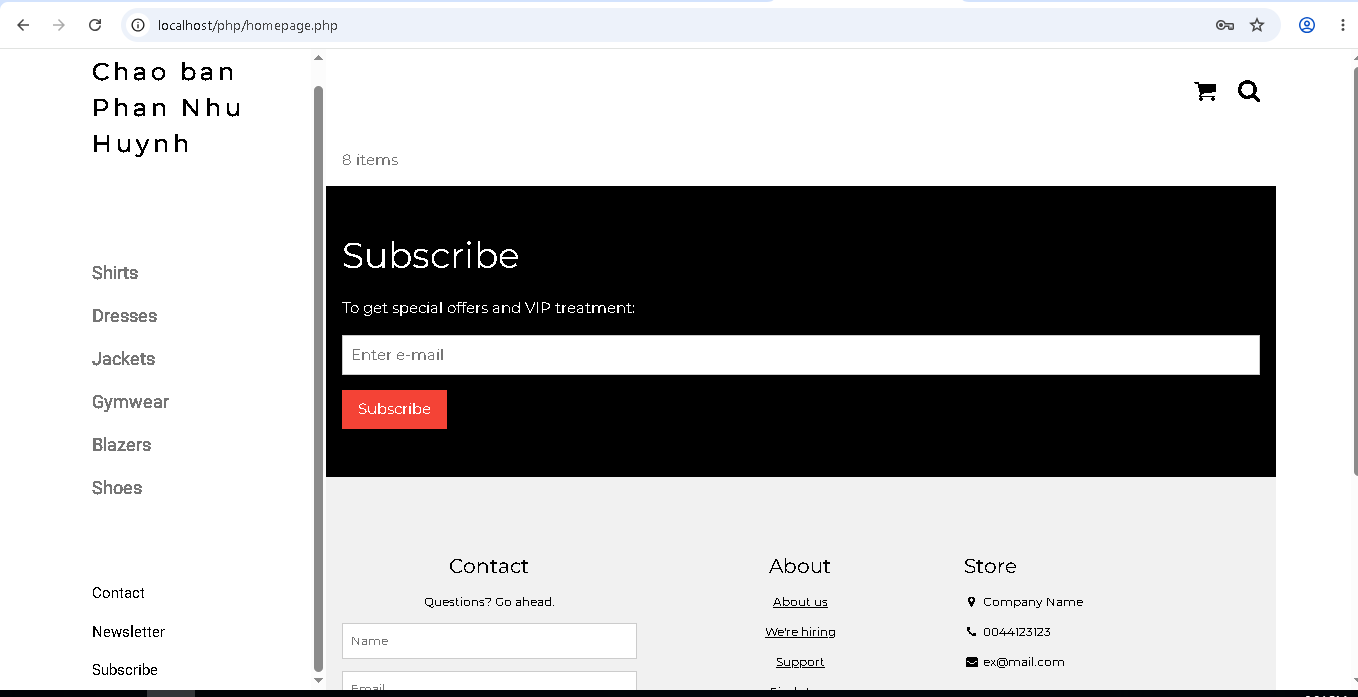 localhost/php/homepage.php
Chao ban
Phan Nhu
Huynh
Shirts
Dresses
Jackets
Gymwear
Blazers
Shoes
Contact
Newsletter
Subscribe
8 items
Subscribe
To get special offers and VIP treatment:
Enter e-mail
Subscribe
Contact
Questions? Go ahead.
Name
Email
About
About us
We're hiring
Support
Store
Company Name
0044123123
ex@mail.com